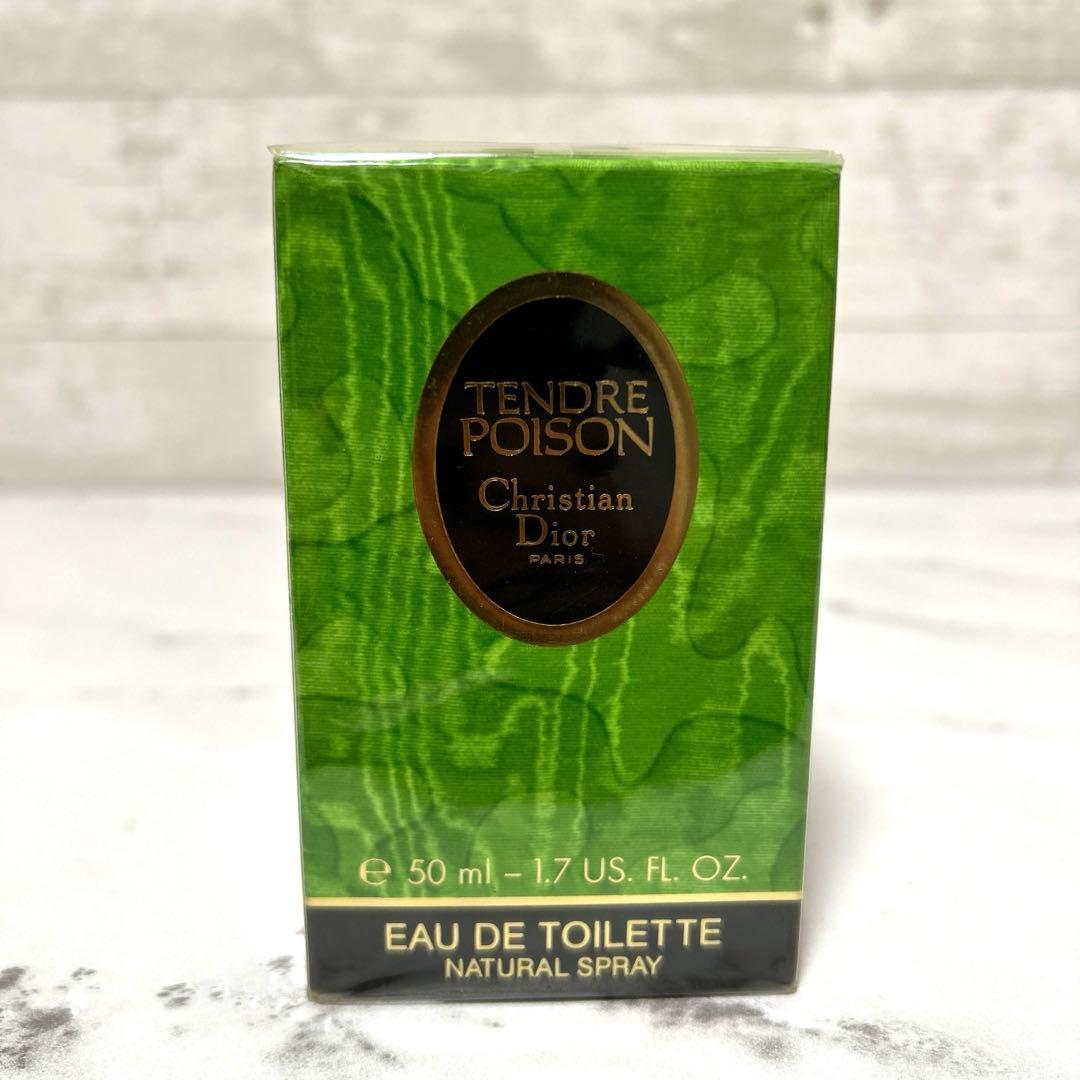 TENDRE
POISON
Christian
Dior
PARIS
℮ 50 ml – 1.7 US. FL. OZ.
EAU DE TOILETTE
NATURAL SPRAY